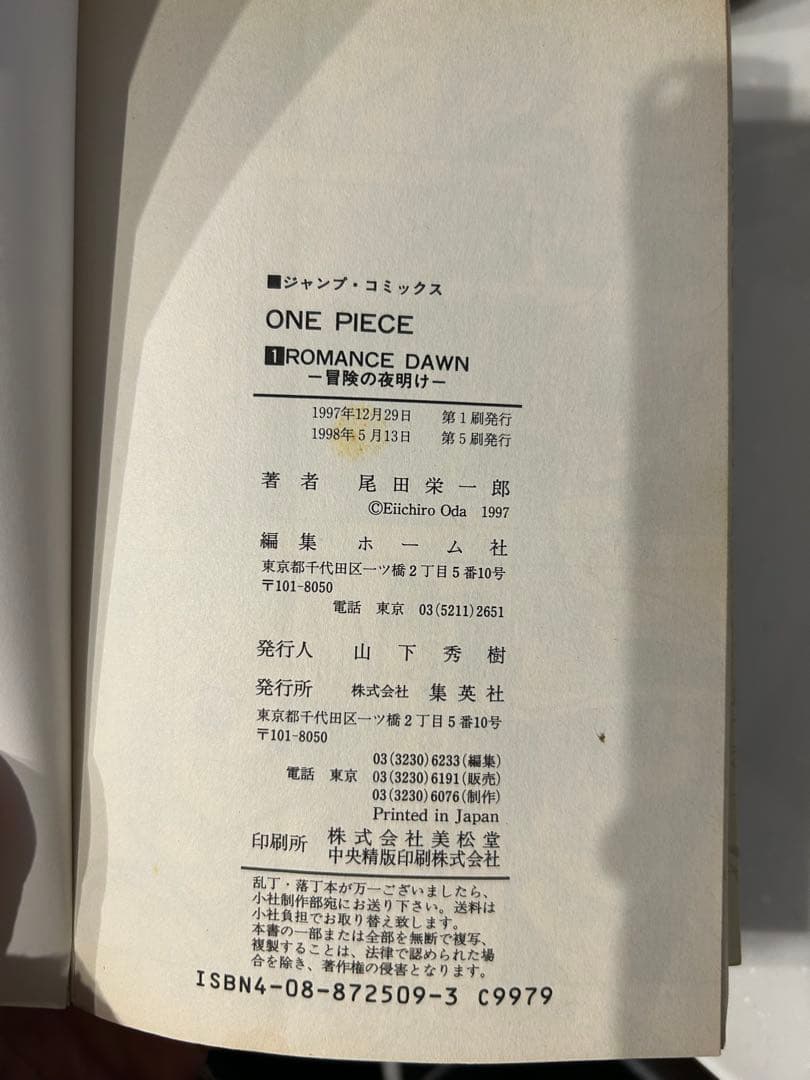 ■ジャンプ・コミックス
ONE PIECE
1 ROMANCE DAWN
―冒険の夜明け―
1997年12月29日 第1刷発行
1998年5月13日 第5刷発行
著者 尾田栄一郎
©Eiichiro Oda 1997
編集 ホーム社
東京都千代田区一ツ橋2丁目5番10号
〒101-8050
電話 東京 03(5211)2651
発行人 山下秀樹
発行所 株式会社 集英社
東京都千代田区一ツ橋2丁目5番10号
〒101-8050
03(3230)6233(編集)
電話 東京 03(3230)6191(販売)
03(3230)6076(制作)
Printed in Japan
印刷所 株式会社美松堂
中央精版印刷株式会社
乱丁・落丁本が万一ございましたら、
小社制作部宛にお送り下さい。送料は
小社負担でお取り替え致します。
本書の一部または全部を無断で複写、
複製することは、法律で認められた場
合を除き、著作権の侵害となります。
ISBN4-08-872509-3 C9979